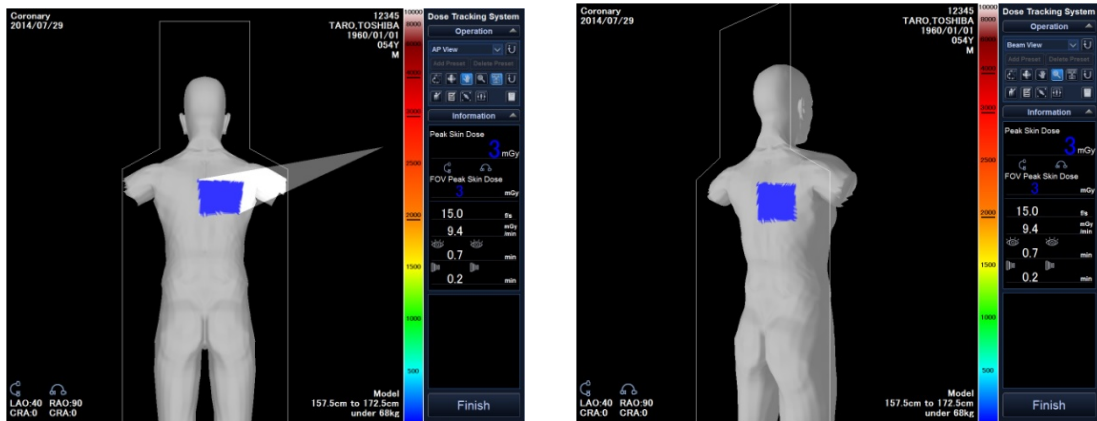 Coronary
2014/07/29
12345
TARO,TOSHIBA
1960/01/01
054Y
M
10000
8000
4000
3000
2000
1500
1000
500
LAO:40 RAO:90
CRA:0 CRA:0
Model
157.5cm to 172.5cm
under 68kg
Dose Tracking System
Operation
AP View
Add Preset Delete Preset
Information
Peak Skin Dose
3 mGy
FOV Peak Skin Dose
3 mGy
15.0 f/s
9.4 mGy/min
0.7 min
0.2 min
Finish
Coronary
2014/07/29
12345
TARO,TOSHIBA
1960/01/01
054Y
M
10000
8000
4000
3000
2000
1500
1000
500
LAO:40 RAO:90
CRA:0 CRA:0
Model
157.5cm to 172.5cm
under 68kg
Dose Tracking System
Operation
Beam View
Add Preset Delete Preset
Information
Peak Skin Dose
3 mGy
FOV Peak Skin Dose
3 mGy
15.0 f/s
9.4 mGy/min
0.7 min
0.2 min
Finish